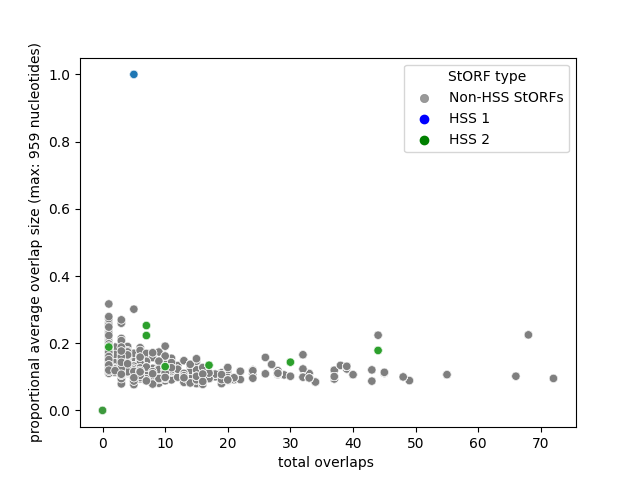 StORF type
Non-HSS StORFs
HSS 1
HSS 2
proportional average overlap size (max: 959 nucleotides)
1.0
0.8
0.6
0.4
0.2
0.0
0 10 20 30 40 50 60 70
total overlaps